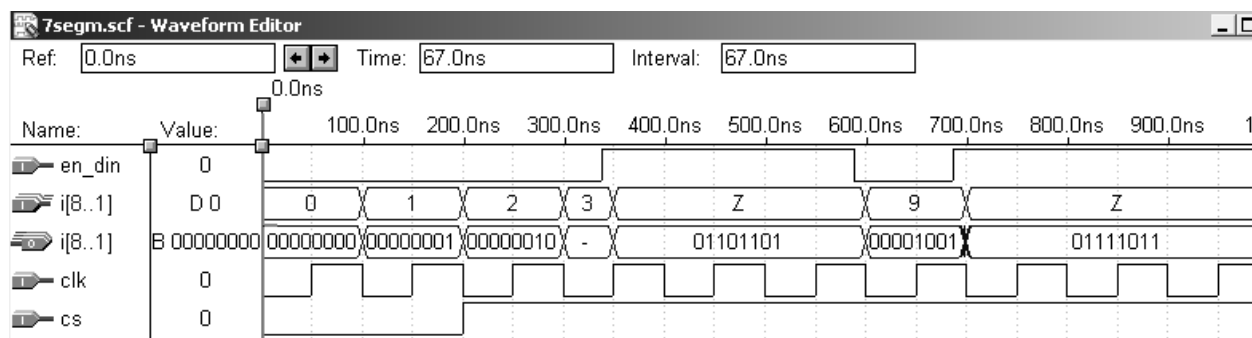 7segm.scf - Waveform Editor
Ref: 0.0ns Time: 67.0ns Interval: 67.0ns
0.0ns
Name: Value: 100.0ns 200.0ns 300.0ns 400.0ns 500.0ns 600.0ns 700.0ns 800.0ns 900.0ns 1
en_din 0
i[8..1] D 0 0 1 2 3 Z 9 Z
i[8..1] B 00000000 00000000 00000001 00000010 - 01101101 00001001 01111011
clk 0
cs 0